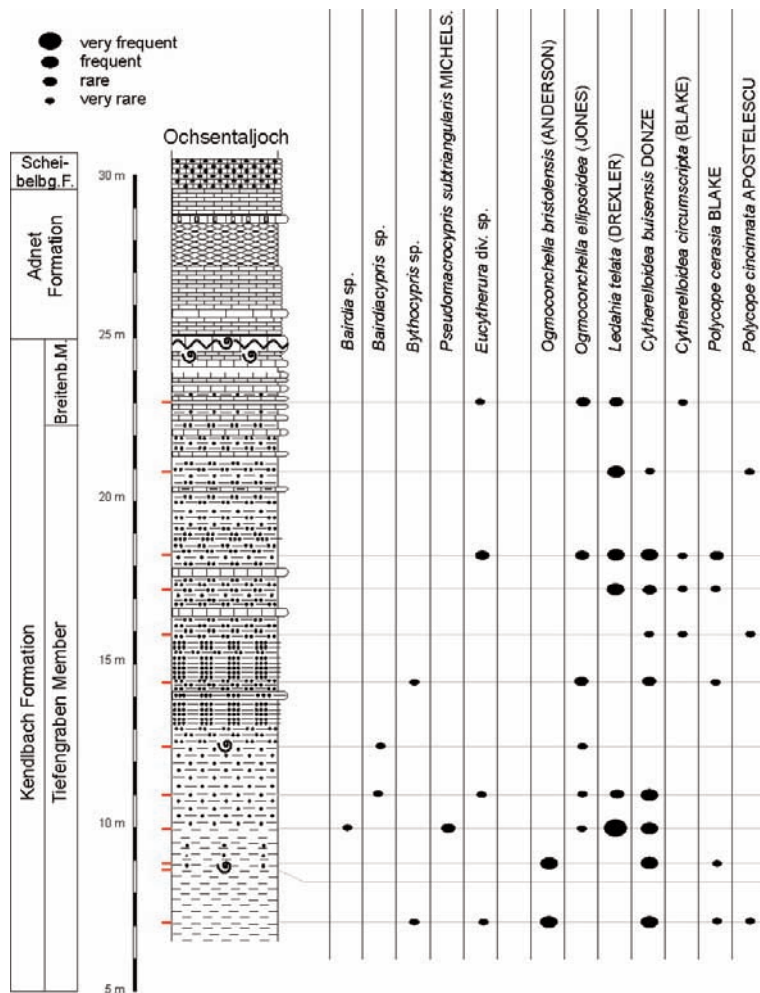 very frequent
frequent
rare
very rare
Ochsentaljoch
Schei-
belbg.F.
Adnet
Formation
Breitenb.M.
Kendlbach Formation
Tiefengraben Member
30 m
25 m
20 m
15 m
10 m
5 m
Bairdia sp.
Bairdiacypris sp.
Bythocypris sp.
Pseudomacrocypris subtriangularis MICHELS.
Eucytherura div. sp.
Ogmoconchella bristolensis (ANDERSON)
Ogmoconchella ellipsoidea (JONES)
Ledahia telata (DREXLER)
Cytherelloidea buisensis DONZE
Cytherelloidea circumscripta (BLAKE)
Polycope cerasia BLAKE
Polycope cincinnata APOSTELESCU